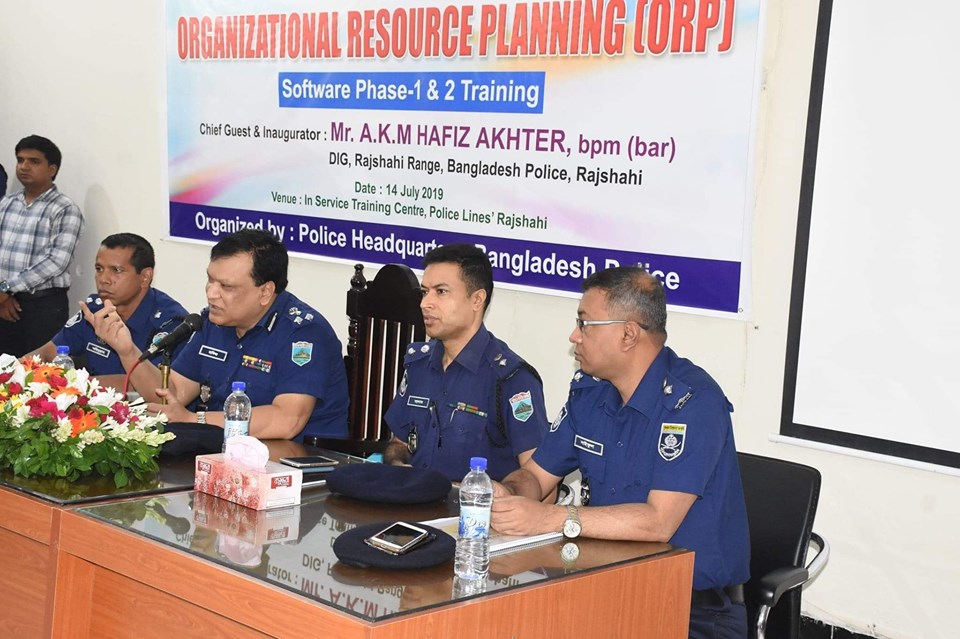 ORGANIZATIONAL RESOURCE PLANNING (ORP)
Software Phase-1 & 2 Training
Chief Guest & Inaugurator : Mr. A.K.M HAFIZ AKHTER, bpm (bar)
DIG, Rajshahi Range, Bangladesh Police, Rajshahi
Date : 14 July 2019
Venue : In Service Training Centre, Police Lines' Rajshahi
Organized by : Police Headquarte Bangladesh Police